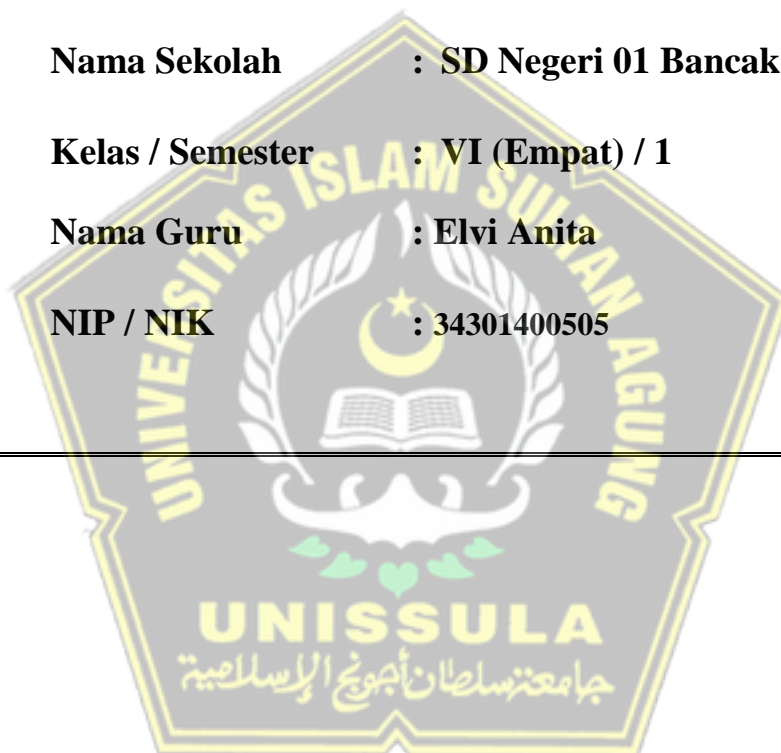 Nama Sekolah : SD Negeri 01 Bancak
Kelas / Semester : VI (Empat) / 1
Nama Guru : Elvi Anita
NIP / NIK : 34301400505
UNIVERSITAS ISLAM SULTAN AGUNG
UNISSULA
جامعة سلطان أجونج الإسلامية